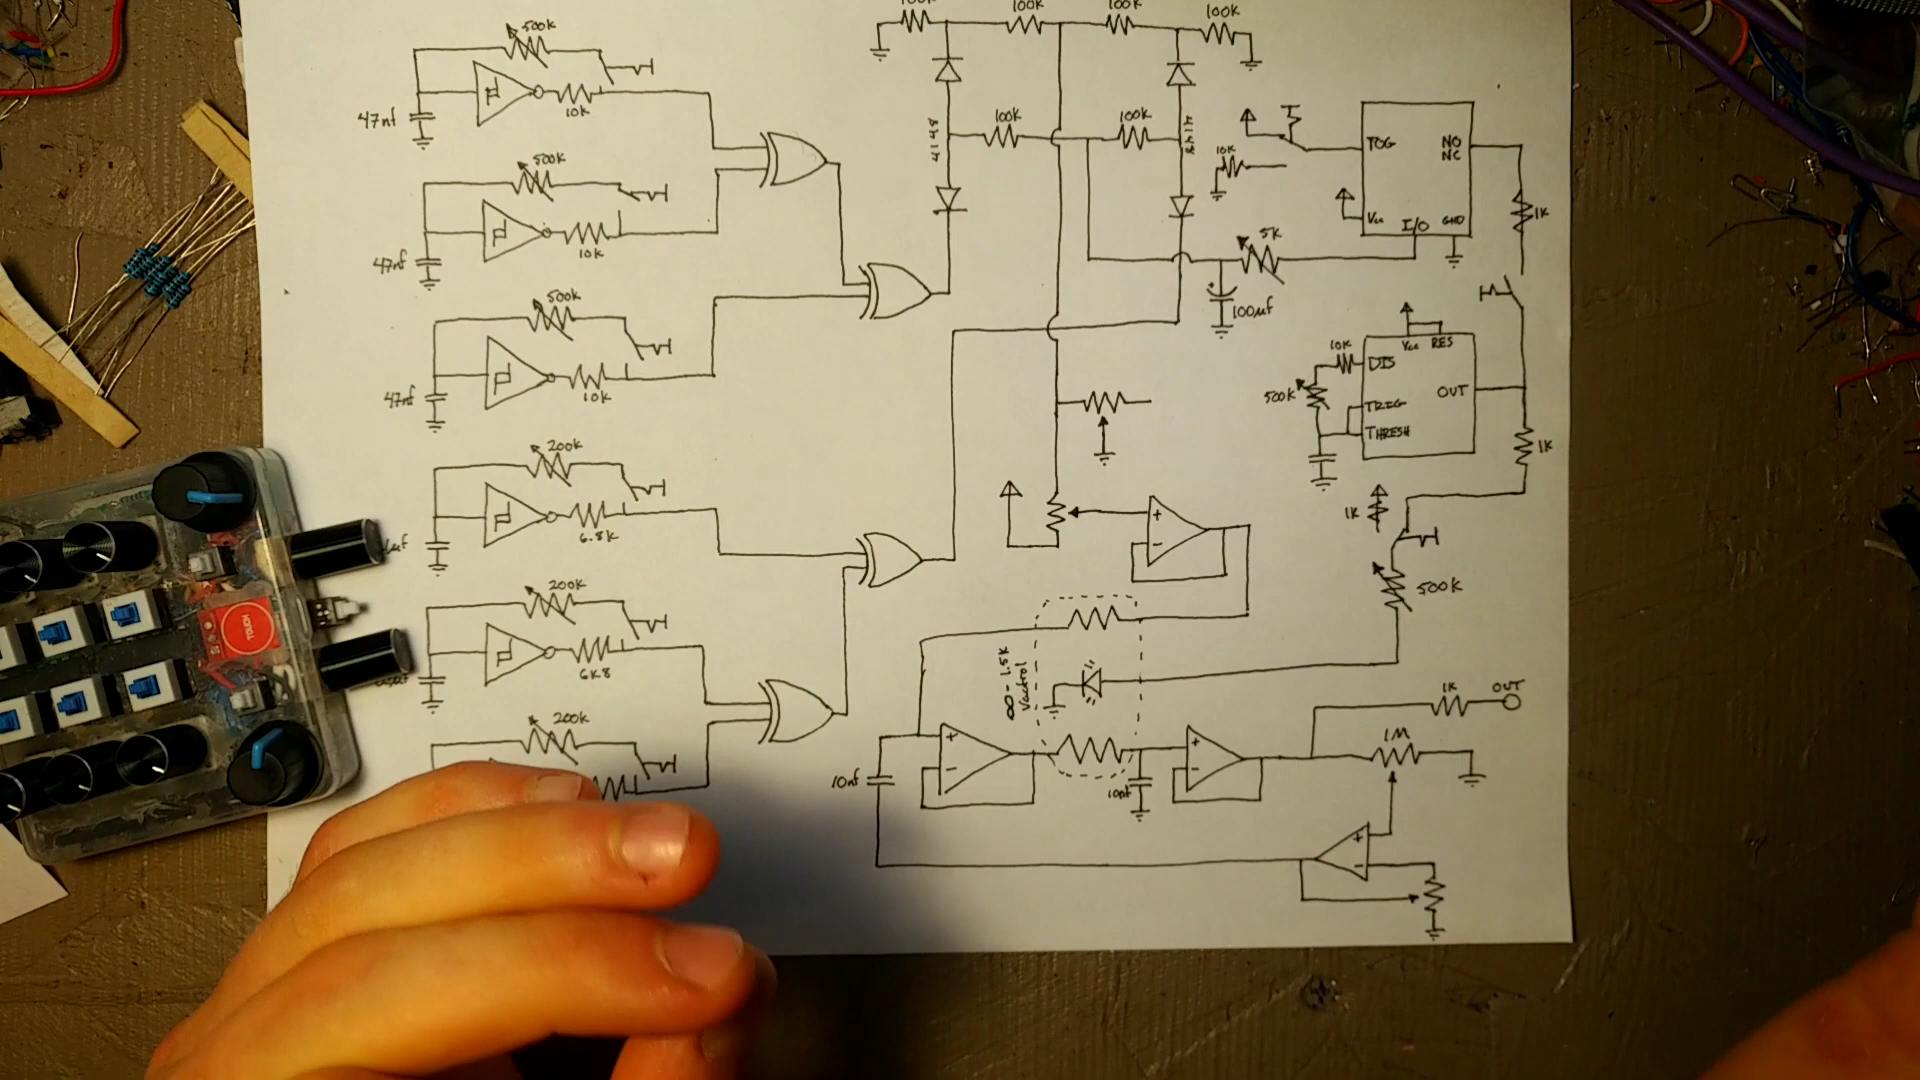 500k
47nf
10k
500k
47nf
10k
500k
47nf
10k
200k
6.8k
200k
6K8
200k
100k
100k
100k
100k
4148
100k
100k
4148
10k
TOG
NO
NC
Vcc
I/O
GND
1k
5k
100uf
10k
DIS
Vcc
RES
500k
TRIG
THRESH
OUT
1k
1k
500k
∞-1.5K
Vactrol
10nf
10nf
1k
OUT
1M
TOUCH